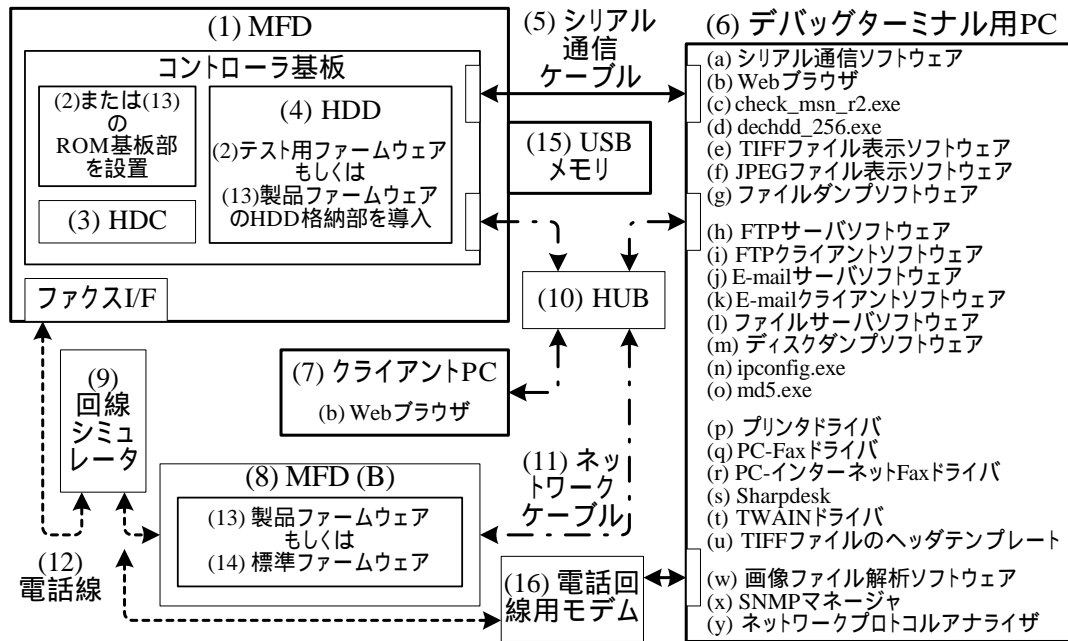 (1) MFD
コントローラ基板
(2)または(13)
の
ROM基板部
を設置
(3) HDC
(4) HDD
(2)テスト用ファームウェア
もしくは
(13)製品ファームウェア
のHDD格納部を導入
ファクスI/F
(5) シリアル
通信
ケーブル
(15) USB
メモリ
(10) HUB
(7) クライアントPC
(b) Webブラウザ
(9)
回線
シミュ
レータ
(8) MFD (B)
(13) 製品ファームウェア
もしくは
(14) 標準ファームウェア
(11) ネッ
トワーク
ケーブル
(12)
電話線
(16) 電話回
線用モデム
(6) デバッグターミナル用PC
(a) シリアル通信ソフトウェア
(b) Webブラウザ
(c) check_msn_r2.exe
(d) dechdd_256.exe
(e) TIFFファイル表示ソフトウェア
(f) JPEGファイル表示ソフトウェア
(g) ファイルダンプソフトウェア
(h) FTPサーバソフトウェア
(i) FTPクライアントソフトウェア
(j) E-mailサーバソフトウェア
(k) E-mailクライアントソフトウェア
(l) ファイルサーバソフトウェア
(m) ディスクダンプソフトウェア
(n) ipconfig.exe
(o) md5.exe
(p) プリンタドライバ
(q) PC-Faxドライバ
(r) PC-インターネットFaxドライバ
(s) Sharpdesk
(t) TWAINドライバ
(u) TIFFファイルのヘッダテンプレート
(w) 画像ファイル解析ソフトウェア
(x) SNMPマネージャ
(y) ネットワークプロトコルアナライザ